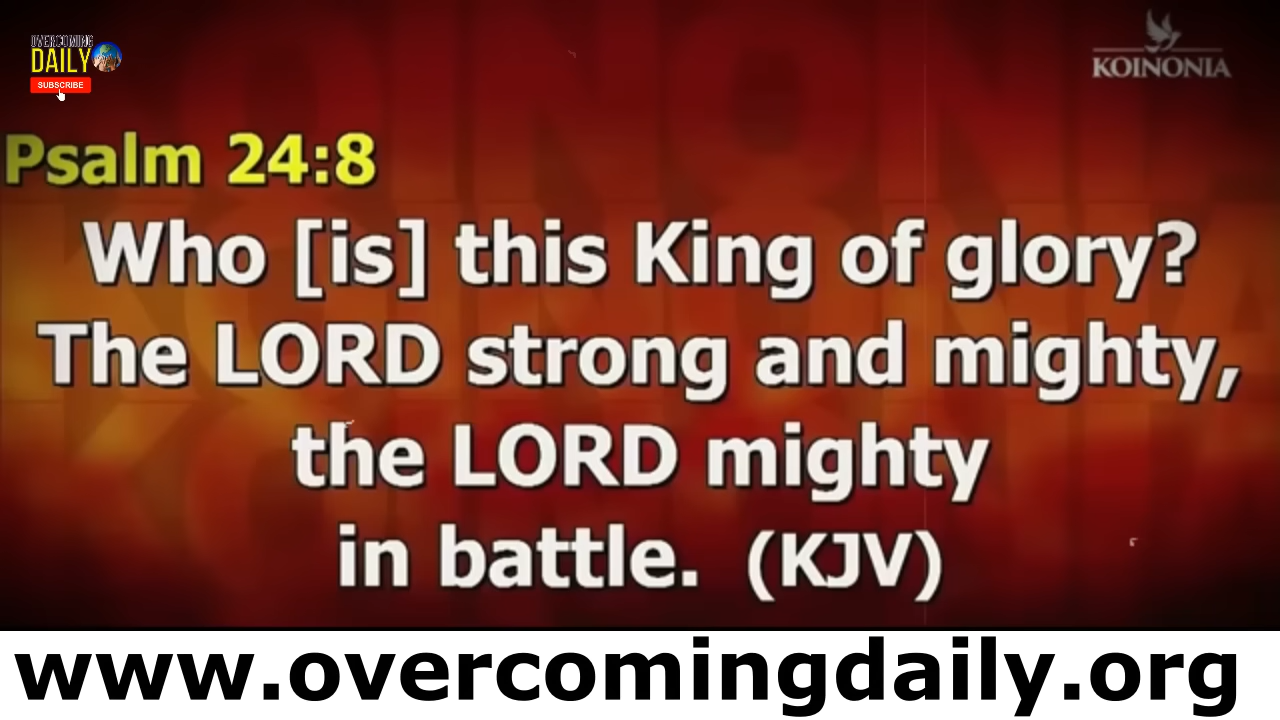 OVERCOMING
DAILY
SUBSCRIBE
KOINONIA
Psalm 24:8
Who [is] this King of glory?
The LORD strong and mighty,
the LORD mighty
in battle. (KJV)
www.overcomingdaily.org